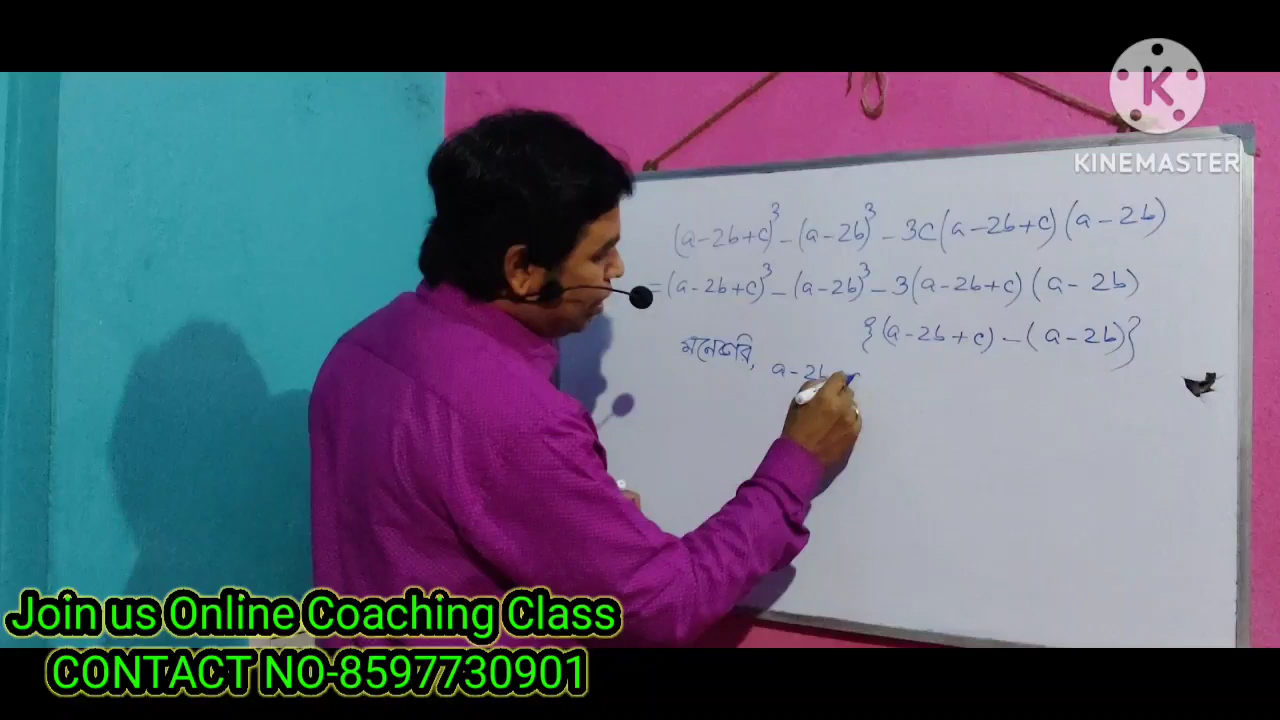 KINEMASTER
(a-2b+c)³ - (a-2b)³ - 3c(a-2b+c)(a-2b)
= (a-2b+c)³ - (a-2b)³ - 3(a-2b+c)(a-2b)
{(a-2b+c) - (a-2b)}
মনেকরি, a-2b
Join us Online Coaching Class
CONTACT NO-8597730901